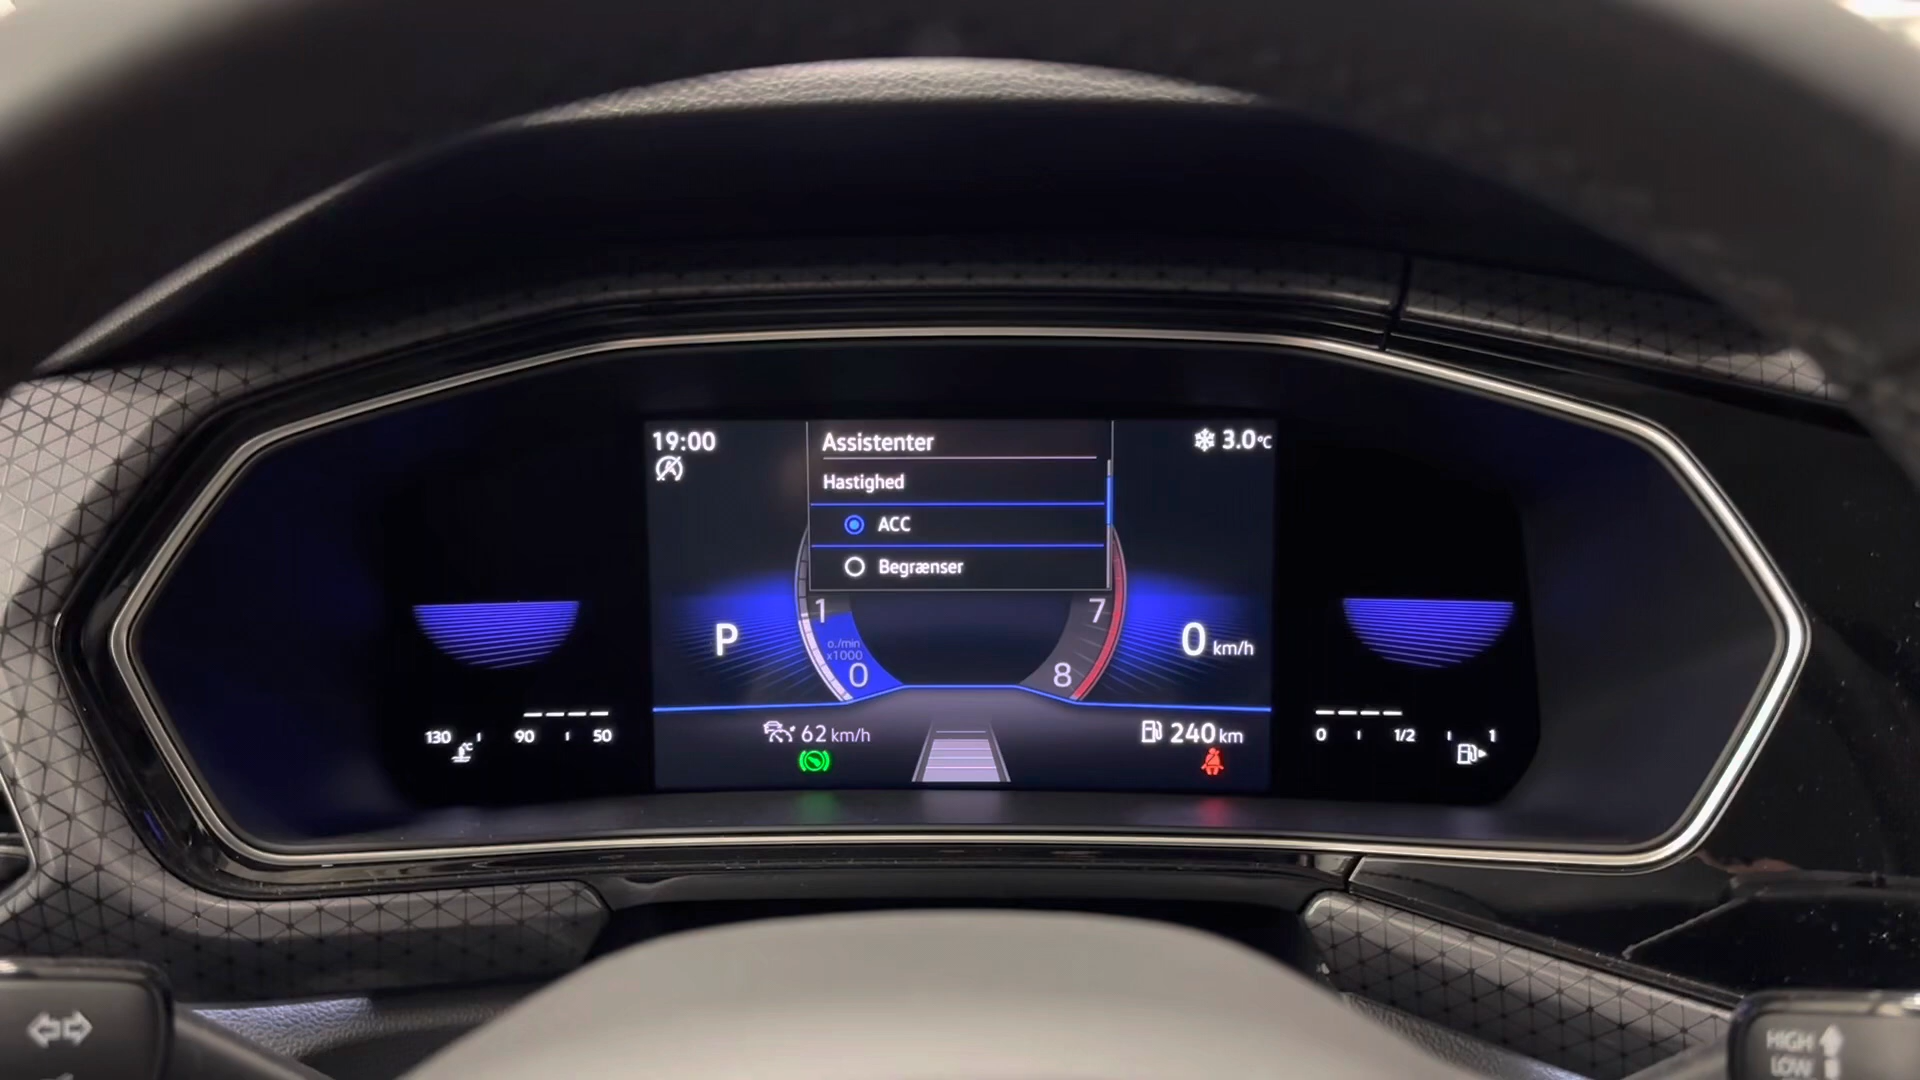 19:00
Assistenter
3.0°C
Hastighed
ACC
Begrænser
1
7
P
o./min
x1000
0 km/h
0
8
62 km/h
240 km
130
90
50
°C
0
1/2
1
HIGH
LOW